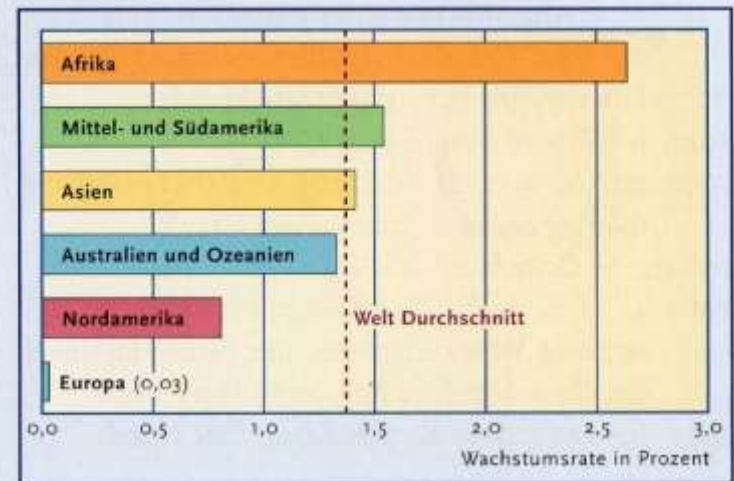 Afrika
Mittel- und Südamerika
Asien
Australien und Ozeanien
Nordamerika
Welt Durchschnitt
Europa (0,03)
0,0 0,5 1,0 1,5 2,0 2,5 3,0
Wachstumsrate in Prozent